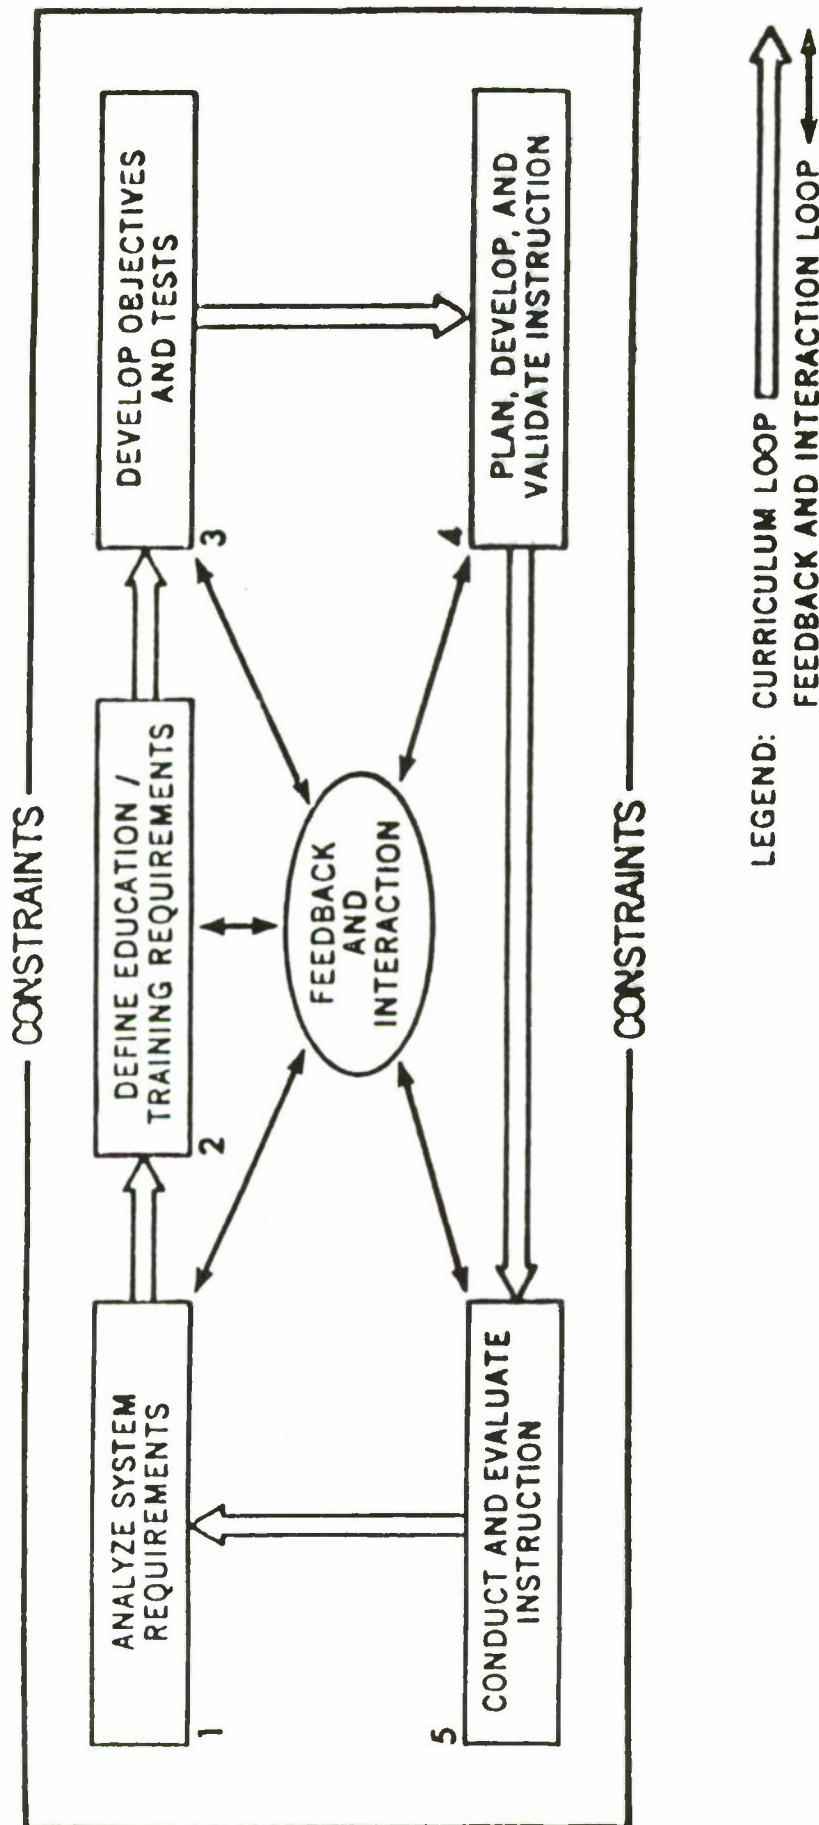 CONSTRAINTS
ANALYZE SYSTEM
REQUIREMENTS
1
DEFINE EDUCATION /
TRAINING REQUIREMENTS
2
DEVELOP OBJECTIVES
AND TESTS
3
FEEDBACK
AND
INTERACTION
5
CONDUCT AND EVALUATE
INSTRUCTION
4
PLAN, DEVELOP, AND
VALIDATE INSTRUCTION
CONSTRAINTS
LEGEND: CURRICULUM LOOP
FEEDBACK AND INTERACTION LOOP